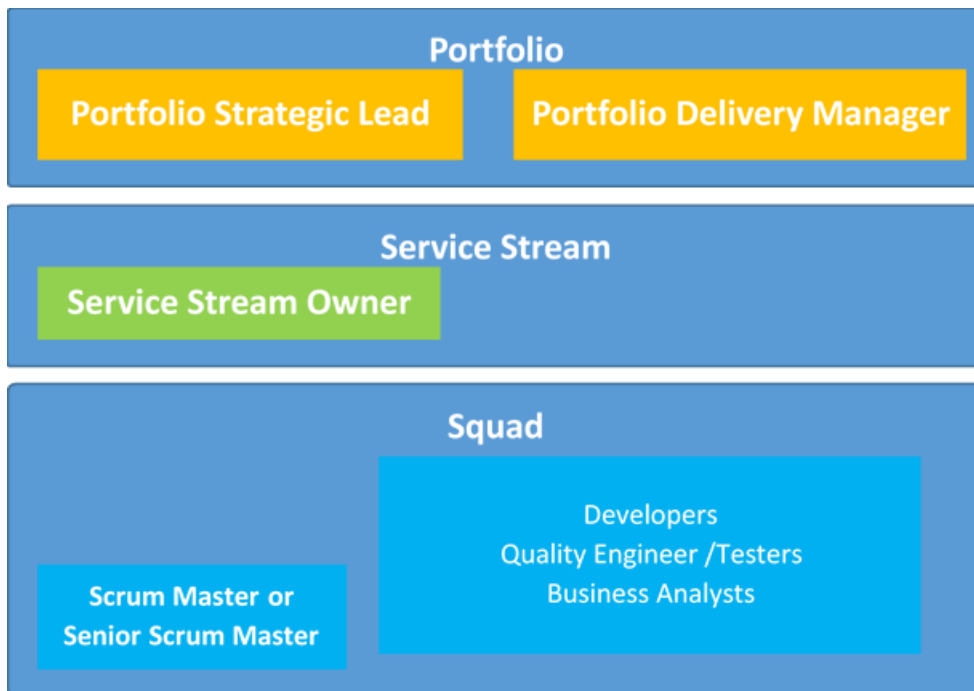 Portfolio
Portfolio Strategic Lead
Portfolio Delivery Manager
Service Stream
Service Stream Owner
Squad
Developers
Quality Engineer /Testers
Business Analysts
Scrum Master or
Senior Scrum Master